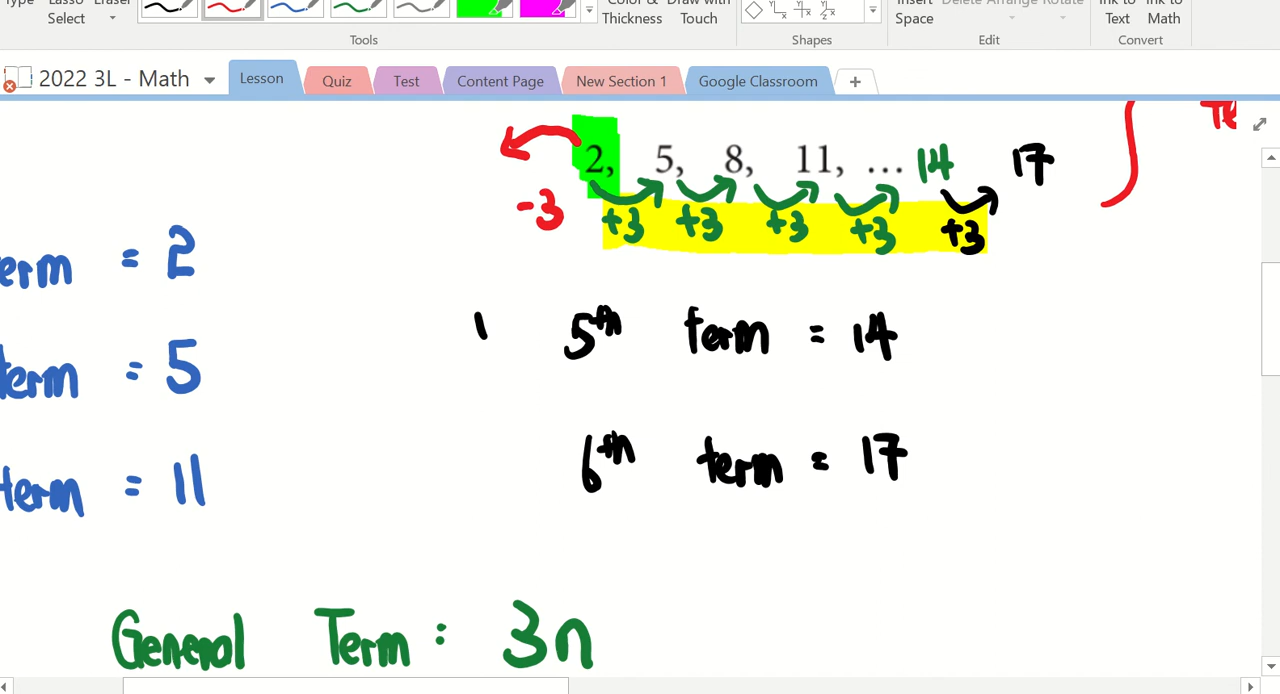 Type Lasso Select Eraser Color & Thickness Draw with Touch Insert Space Delete Arrange Rotate Ink to Text Ink to Math
Tools Shapes Edit Convert
2022 3L - Math Lesson Quiz Test Content Page New Section 1 Google Classroom +
2, 5, 8, 11, ... 14 17
-3 +3 +3 +3 +3 +3
term = 2
5th term = 14
term = 5
6th term = 17
term = 11
General Term : 3n